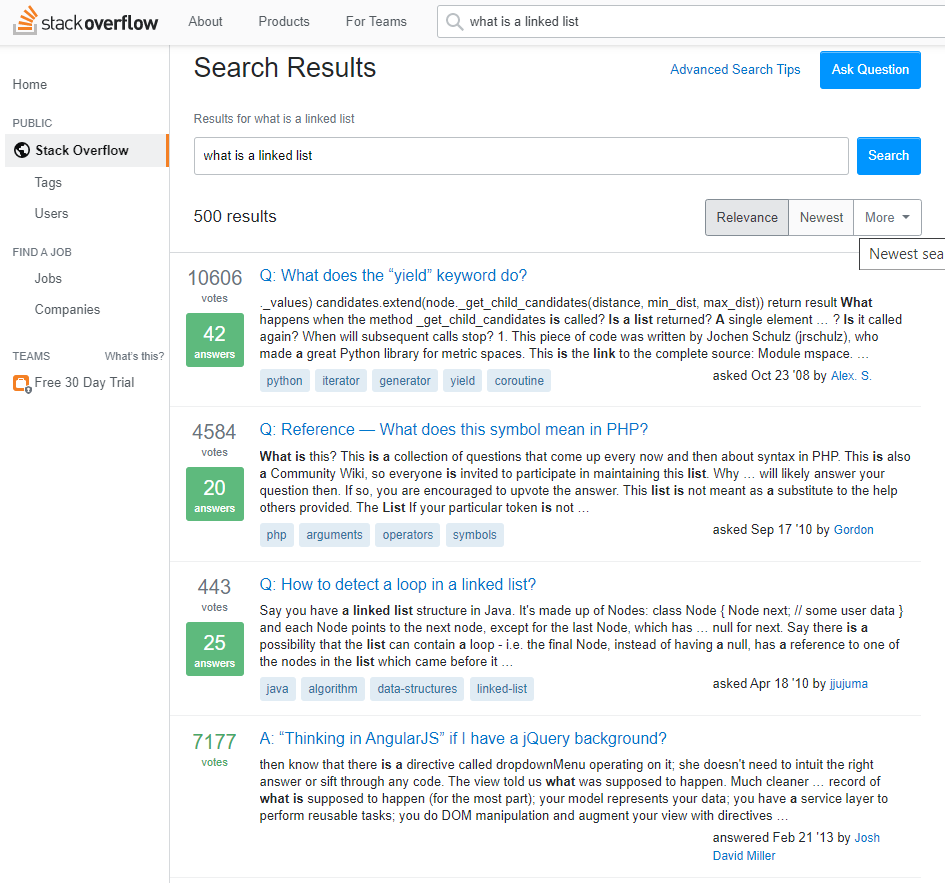 stackoverflow
About
Products
For Teams
what is a linked list
Home
PUBLIC
Stack Overflow
Tags
Users
FIND A JOB
Jobs
Companies
TEAMS
What's this?
Free 30 Day Trial
Search Results
Advanced Search Tips
Ask Question
Results for what is a linked list
what is a linked list
Search
500 results
Relevance
Newest
More
Newest sea
10606
votes
42
answers
Q: What does the “yield” keyword do?
._values) candidates.extend(node._get_child_candidates(distance, min_dist, max_dist)) return result What
happens when the method _get_child_candidates is called? Is a list returned? A single element … ? Is it called
again? When will subsequent calls stop? 1. This piece of code was written by Jochen Schulz (jrschulz), who
made a great Python library for metric spaces. This is the link to the complete source: Module mspace. …
python
iterator
generator
yield
coroutine
asked Oct 23 '08 by Alex. S.
4584
votes
20
answers
Q: Reference — What does this symbol mean in PHP?
What is this? This is a collection of questions that come up every now and then about syntax in PHP. This is also
a Community Wiki, so everyone is invited to participate in maintaining this list. Why … will likely answer your
question then. If so, you are encouraged to upvote the answer. This list is not meant as a substitute to the help
others provided. The List If your particular token is not …
php
arguments
operators
symbols
asked Sep 17 '10 by Gordon
443
votes
25
answers
Q: How to detect a loop in a linked list?
Say you have a linked list structure in Java. It's made up of Nodes: class Node { Node next; // some user data }
and each Node points to the next node, except for the last Node, which has … null for next. Say there is a
possibility that the list can contain a loop - i.e. the final Node, instead of having a null, has a reference to one of
the nodes in the list which came before it …
java
algorithm
data-structures
linked-list
asked Apr 18 '10 by jjujuma
7177
votes
A: “Thinking in AngularJS” if I have a jQuery background?
then know that there is a directive called dropdownMenu operating on it; she doesn't need to intuit the right
answer or sift through any code. The view told us what was supposed to happen. Much cleaner … record of
what is supposed to happen (for the most part); your model represents your data; you have a service layer to
perform reusable tasks; you do DOM manipulation and augment your view with directives …
answered Feb 21 '13 by Josh
David Miller